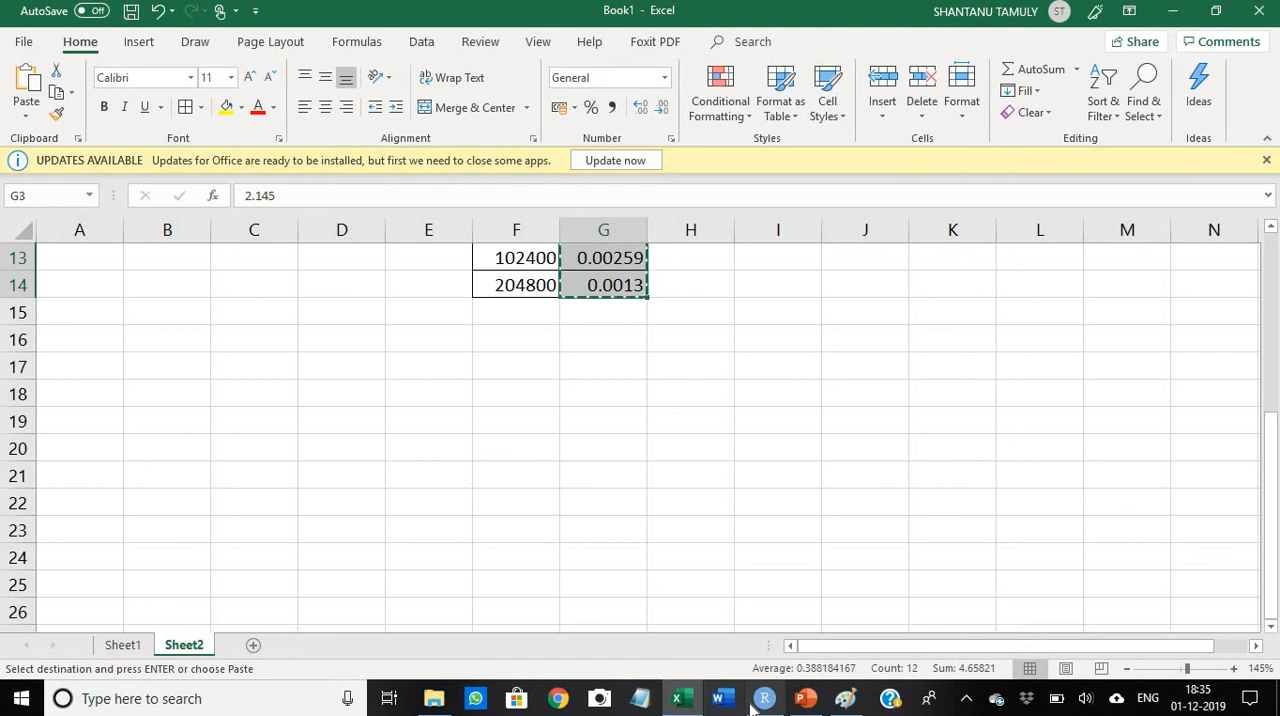 AutoSave Off Book1 - Excel SHANTANU TAMULY ST
File Home Insert Draw Page Layout Formulas Data Review View Help Foxit PDF Search Share Comments
Paste Calibri 11 Wrap Text General Conditional Formatting Format as Table Cell Styles Insert Delete Format AutoSum Sort & Filter Find & Select Ideas
B I U Merge & Center % Fill
Clear
Clipboard Font Alignment Number Styles Cells Editing Ideas
UPDATES AVAILABLE Updates for Office are ready to be installed, but first we need to close some apps. Update now
G3 fx 2.145
A B C D E F G H I J K L M N
13 102400 0.00259
14 204800 0.0013
15
16
17
18
19
20
21
22
23
24
25
26
Sheet1 Sheet2
Select destination and press ENTER or choose Paste Average: 0.388184167 Count: 12 Sum: 4.65821 145%
Type here to search ENG 18:35
01-12-2019